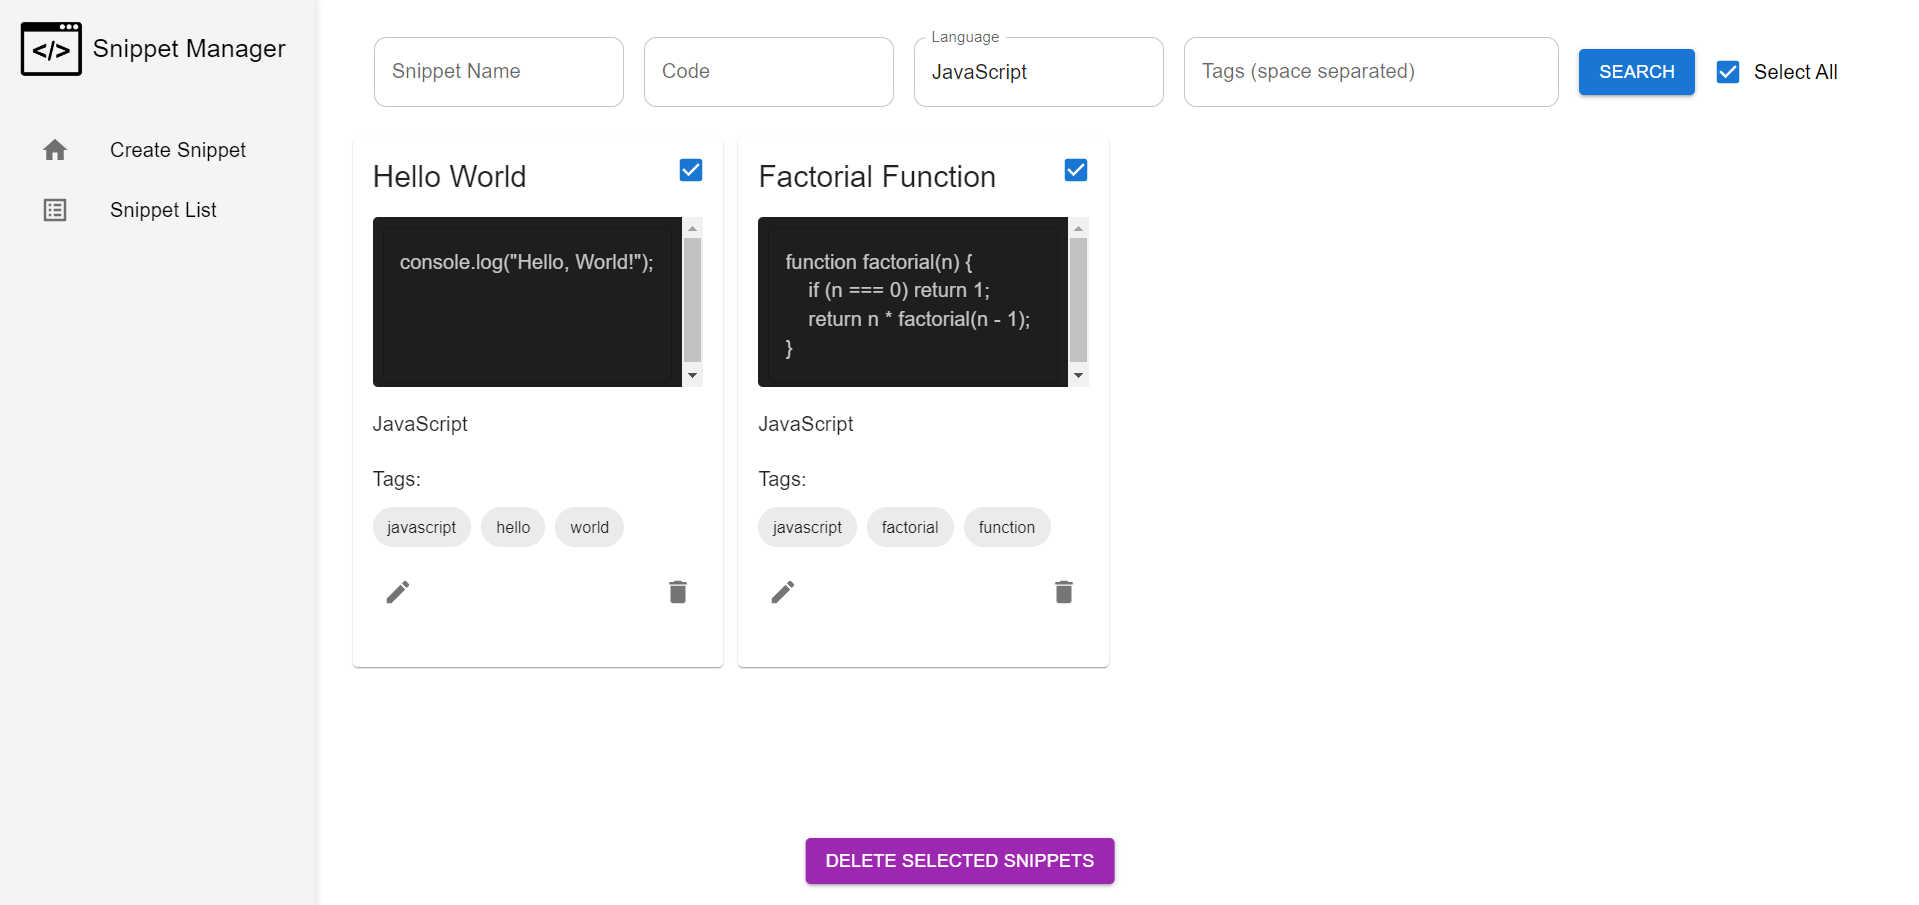 </>
Snippet Manager
Create Snippet
Snippet List
Snippet Name
Code
Language
JavaScript
Tags (space separated)
SEARCH
Select All
Hello World
console.log("Hello, World!");
JavaScript
Tags:
javascript hello world
Factorial Function
function factorial(n) {
    if (n === 0) return 1;
    return n * factorial(n - 1);
}
JavaScript
Tags:
javascript factorial function
DELETE SELECTED SNIPPETS